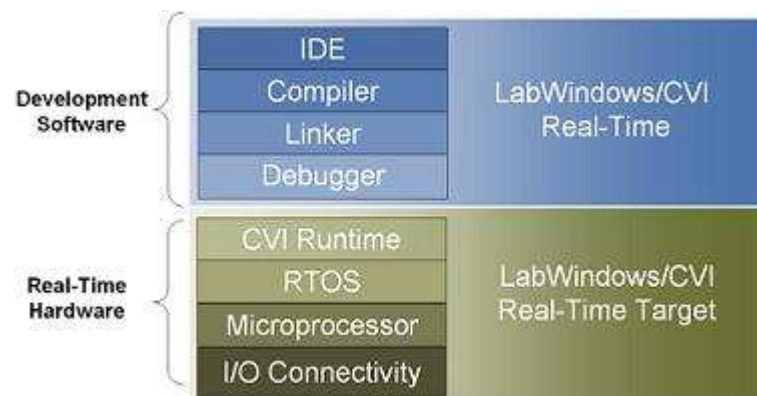 Development
Software
IDE
Compiler
Linker
Debugger
LabWindows/CVI
Real-Time
Real-Time
Hardware
CVI Runtime
RTOS
Microprocessor
I/O Connectivity
LabWindows/CVI
Real-Time Target